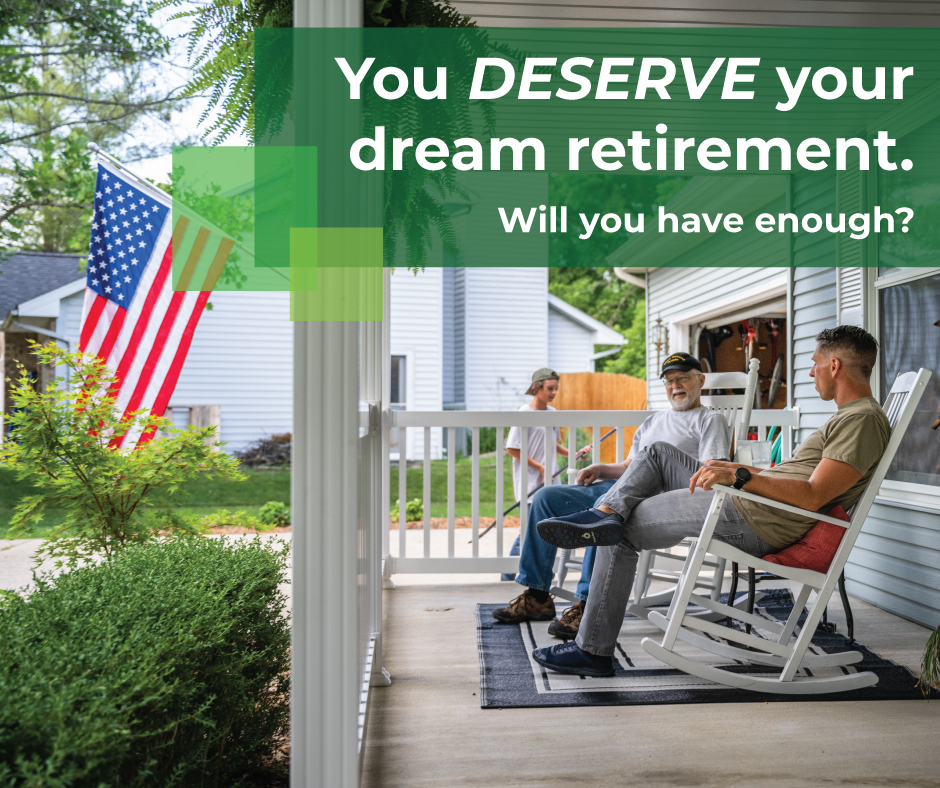 You DESERVE your
dream retirement.
Will you have enough?